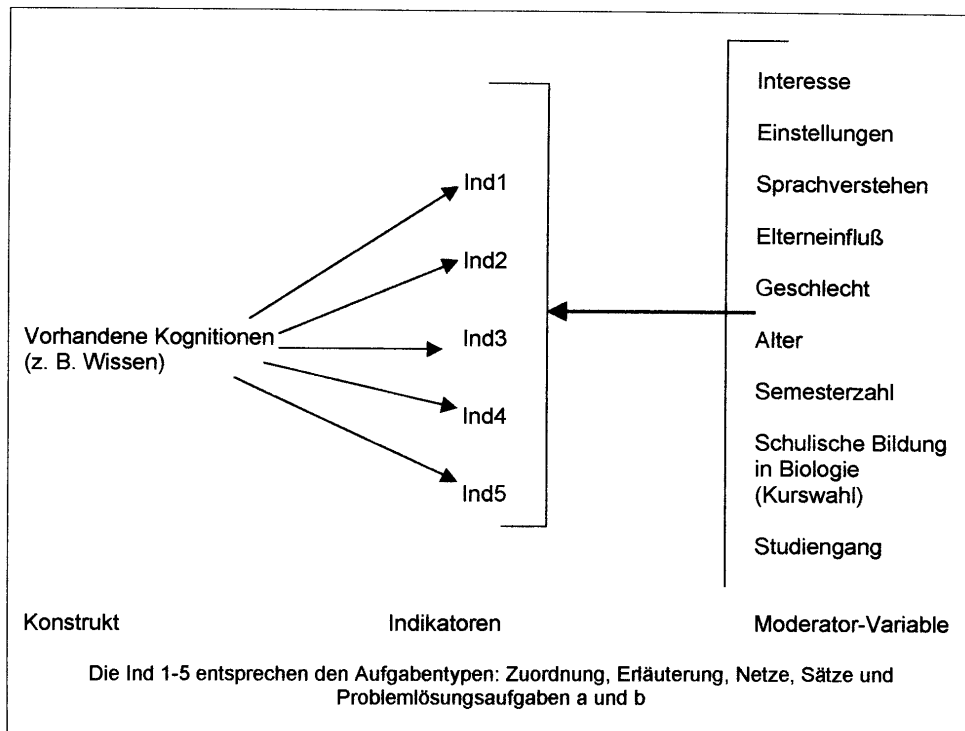 Interesse
Einstellungen
Sprachverstehen
Elterneinfluß
Geschlecht
Alter
Semesterzahl
Schulische Bildung
in Biologie
(Kurswahl)
Studiengang
Ind1
Ind2
Ind3
Ind4
Ind5
Vorhandene Kognitionen
(z. B. Wissen)
Konstrukt
Indikatoren
Moderator-Variable
Die Ind 1-5 entsprechen den Aufgabentypen: Zuordnung, Erläuterung, Netze, Sätze und
Problemlösungsaufgaben a und b